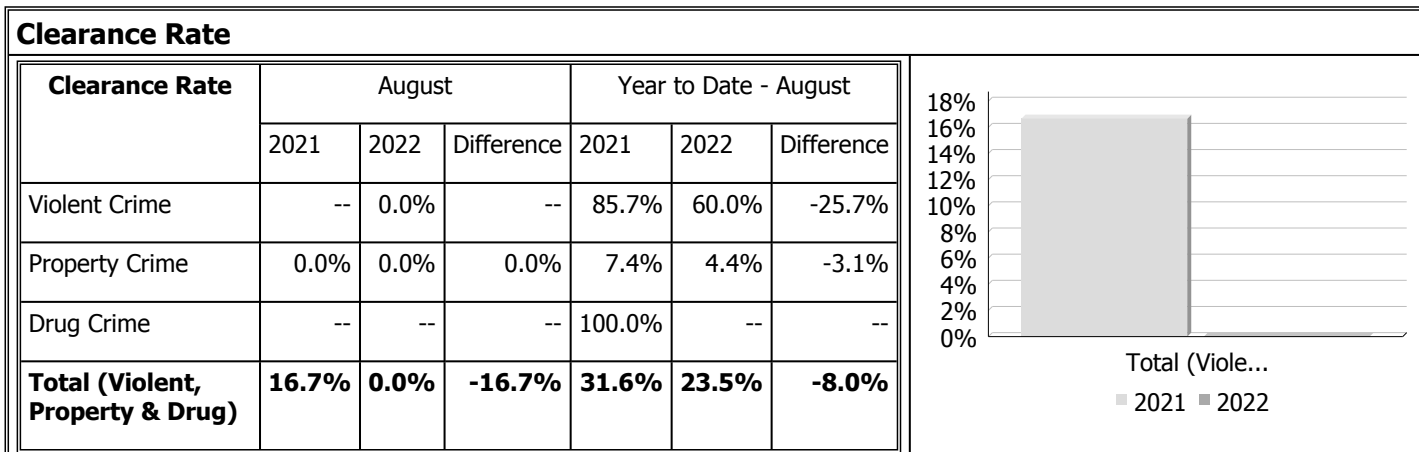 Clearance Rate
Clearance Rate August Year to Date - August
2021 2022 Difference 2021 2022 Difference
Violent Crime -- 0.0% -- 85.7% 60.0% -25.7%
Property Crime 0.0% 0.0% 0.0% 7.4% 4.4% -3.1%
Drug Crime -- -- -- 100.0% -- --
Total (Violent, 16.7% 0.0% -16.7% 31.6% 23.5% -8.0%
Property & Drug)
18%
16%
14%
12%
10%
8%
6%
4%
2%
0%
Total (Viole...
2021 2022